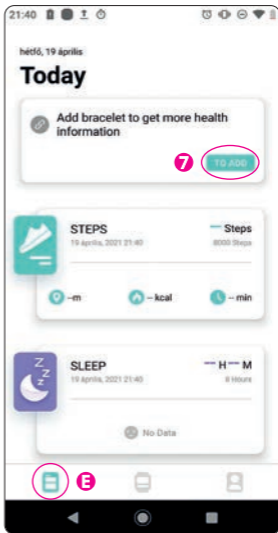 21:40
hétfő, 19 április
Today
Add bracelet to get more health
information
7 TO ADD
STEPS
19 április, 2021 21:40
Steps
8000 Steps
--m
-- kcal
-- min
SLEEP
19 április, 2021 21:40
-- H -- M
8 Hours
No Data
E